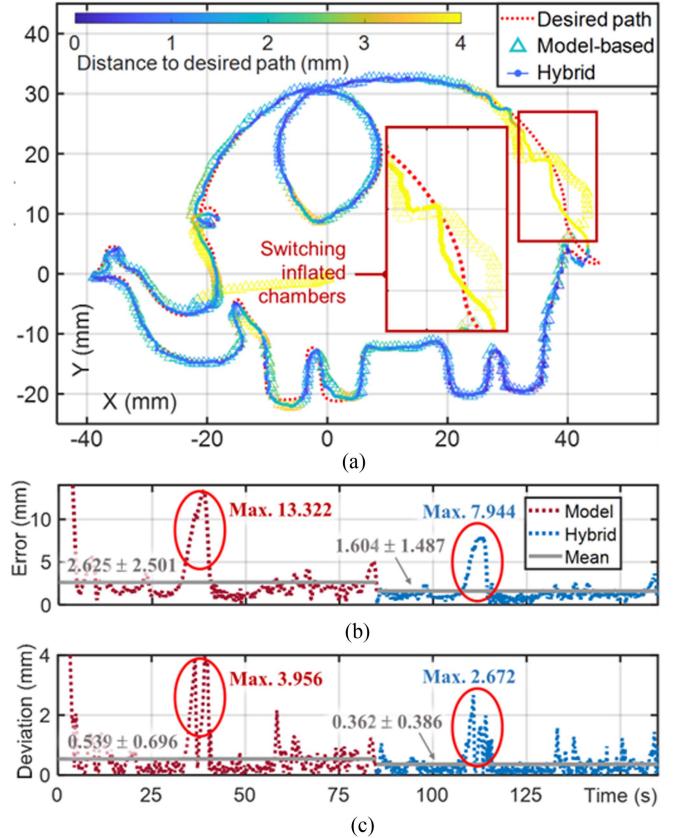 40
30
20
10
0
-10
-20
Y (mm)
0 1 2 3 4
Distance to desired path (mm)
Desired path
Model-based
Hybrid
Switching
inflated
chambers
X (mm)
-40 -20 0 20 40
(a)
Error (mm)
10
5
0
Max. 13.322
2.625 ± 2.501
Max. 7.944
1.604 ± 1.487
Model
Hybrid
Mean
(b)
Deviation (mm)
4
2
0
Max. 3.956
0.539 ± 0.696
Max. 2.672
0.362 ± 0.386
0 25 50 75 100 125 Time (s)
(c)